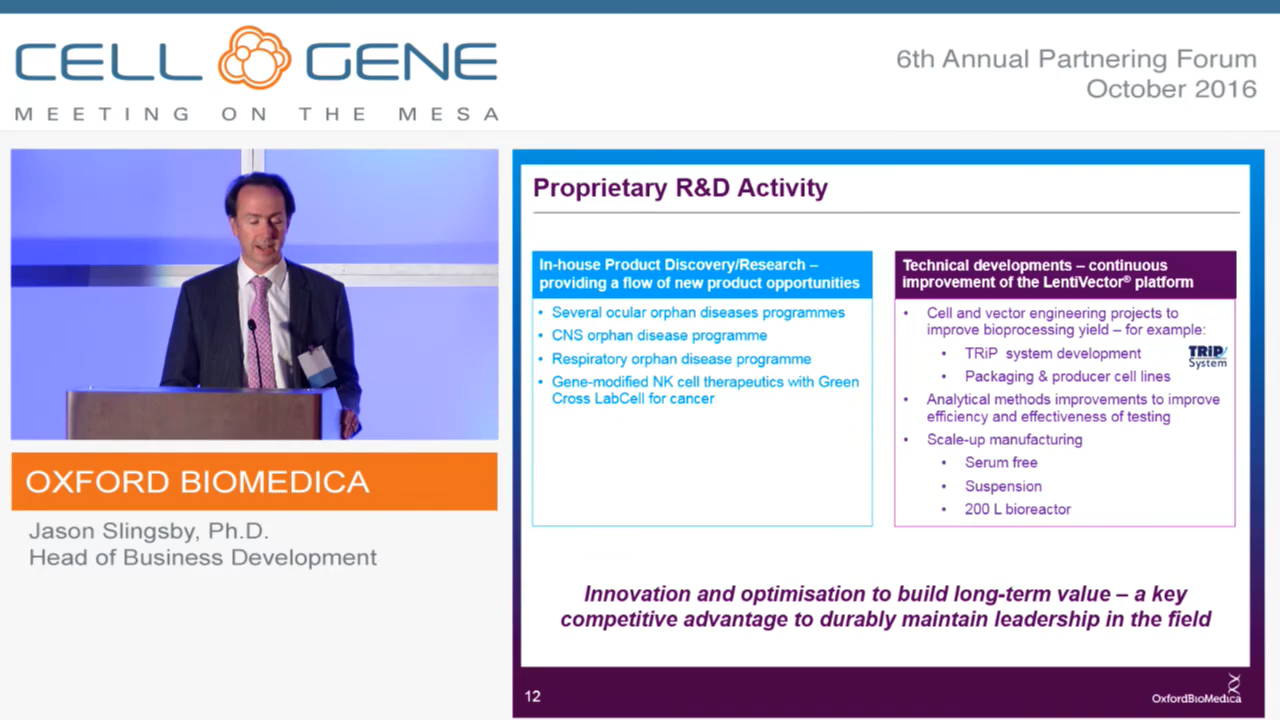 CELL GENE
MEETING ON THE MESA
6th Annual Partnering Forum
October 2016
OXFORD BIOMEDICA
Jason Slingsby, Ph.D.
Head of Business Development
Proprietary R&D Activity
In-house Product Discovery/Research –
providing a flow of new product opportunities
• Several ocular orphan diseases programmes
• CNS orphan disease programme
• Respiratory orphan disease programme
• Gene-modified NK cell therapeutics with Green
Cross LabCell for cancer
Technical developments – continuous
improvement of the LentiVector® platform
• Cell and vector engineering projects to
improve bioprocessing yield – for example:
• TRiP system development
TRiP
System
• Packaging & producer cell lines
• Analytical methods improvements to improve
efficiency and effectiveness of testing
• Scale-up manufacturing
• Serum free
• Suspension
• 200 L bioreactor
Innovation and optimisation to build long-term value – a key
competitive advantage to durably maintain leadership in the field
12
OxfordBioMedica